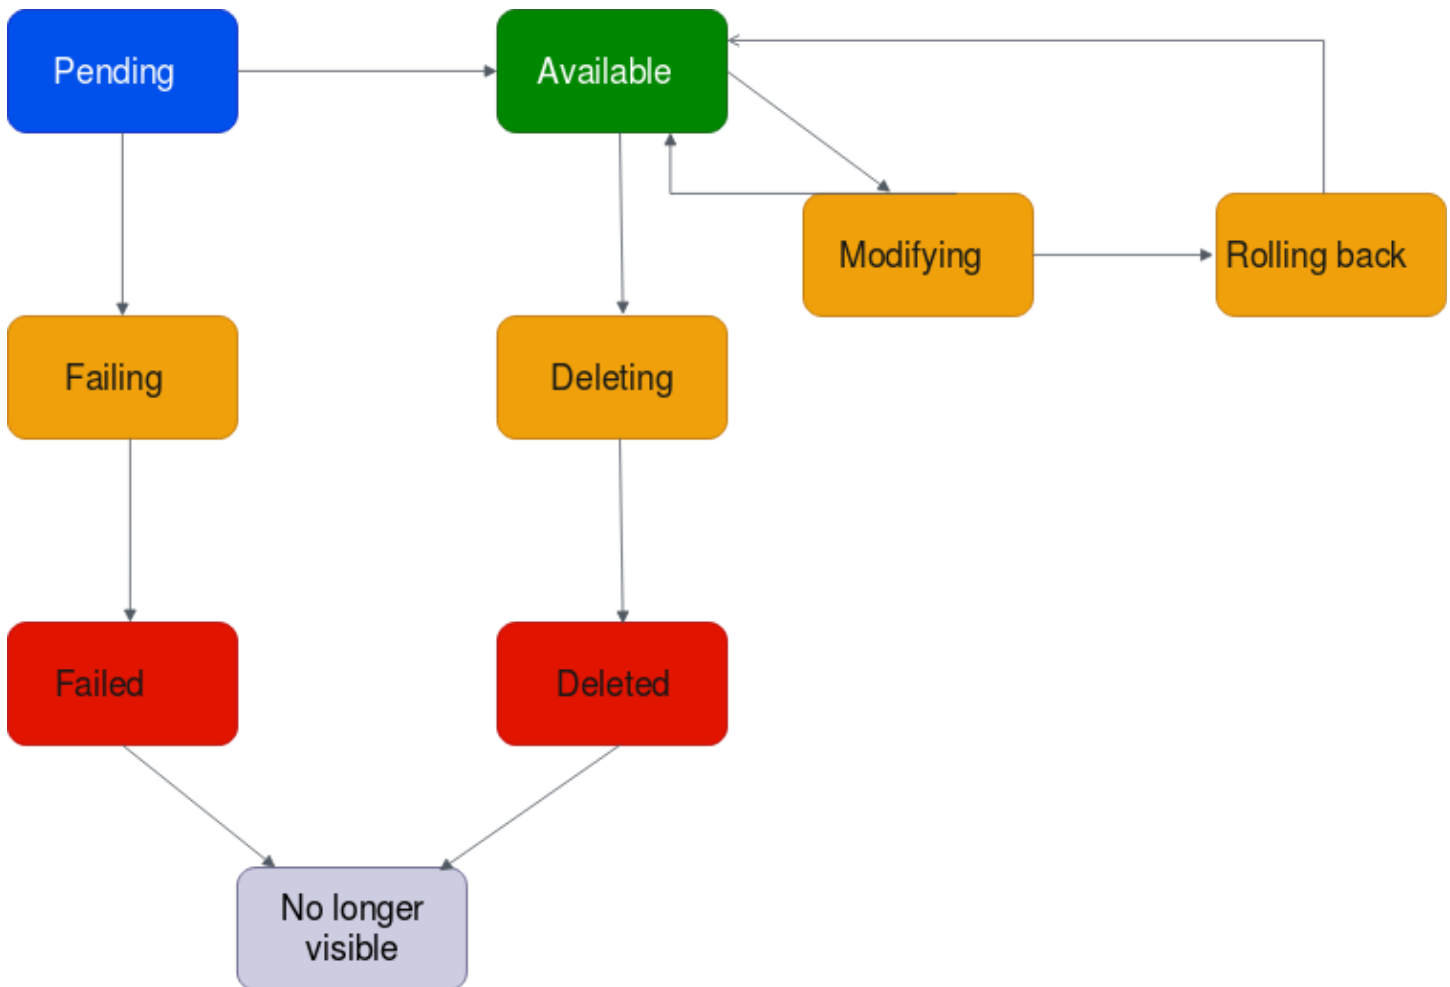 Pending
Available
Modifying
Rolling back
Failing
Deleting
Failed
Deleted
No longer
visible